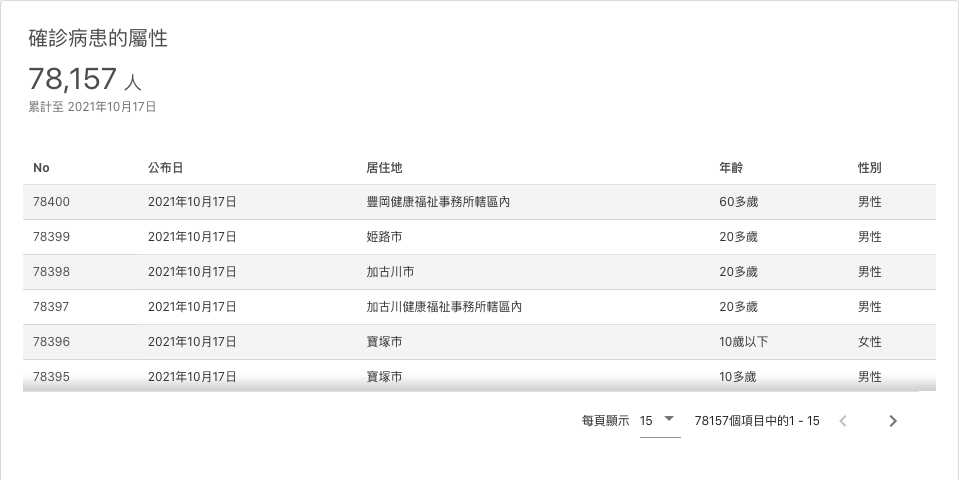 確診病患的屬性
78,157 人
累計至 2021年10月17日
No 公布日 居住地 年齡 性別
78400 2021年10月17日 豐岡健康福祉事務所轄區內 60多歲 男性
78399 2021年10月17日 姫路市 20多歲 男性
78398 2021年10月17日 加古川市 20多歲 男性
78397 2021年10月17日 加古川健康福祉事務所轄區內 20多歲 男性
78396 2021年10月17日 寶塚市 10歲以下 女性
78395 2021年10月17日 寶塚市 10多歲 男性
每頁顯示 15 78157個項目中的1 - 15